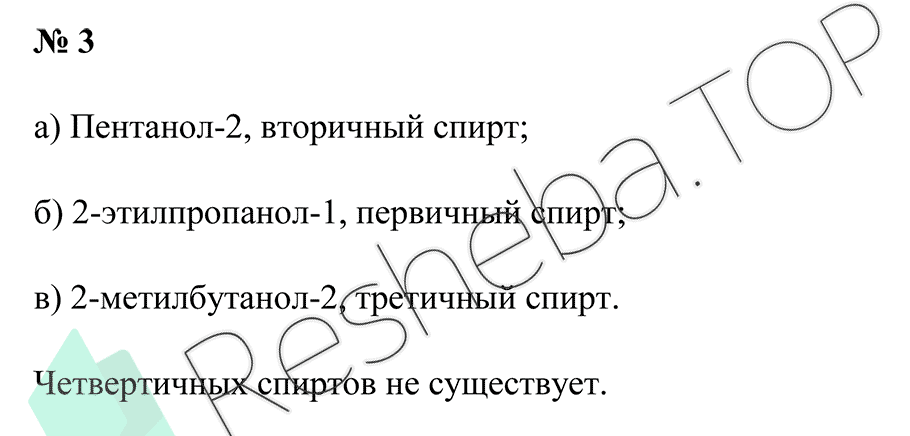 № 3
а) Пентанол-2, вторичный спирт;
б) 2-этилпропанол-1, первичный спирт;
в) 2-метилбутанол-2, третичный спирт.
Четвертичных спиртов не существует.
Resheba.TOP